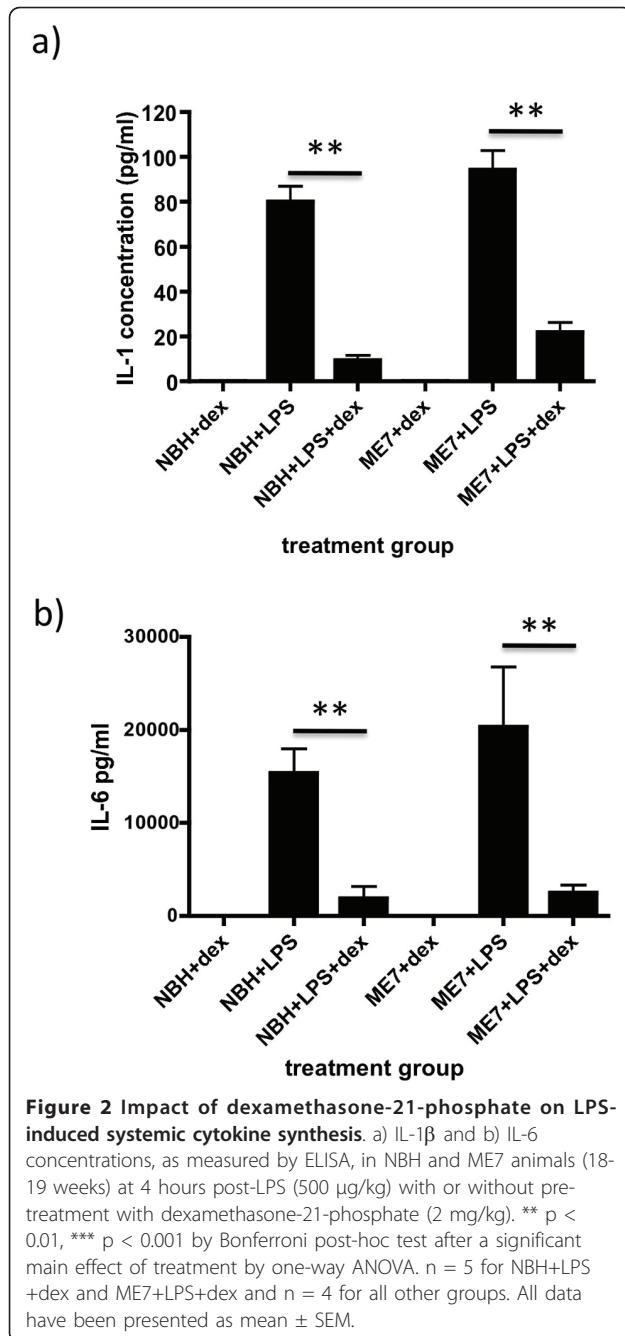 a)
120
100
80
60
40
20
0
IL-1 concentration (pg/ml)
**
**
NBH+dex
NBH+LPS
NBH+LPS+dex
ME7+dex
ME7+LPS
ME7+LPS+dex
treatment group
b)
30000
20000
10000
0
IL-6 pg/ml
**
**
NBH+dex
NBH+LPS
NBH+LPS+dex
ME7+dex
ME7+LPS
ME7+LPS+dex
treatment group
Figure 2 Impact of dexamethasone-21-phosphate on LPS-
induced systemic cytokine synthesis. a) IL-1β and b) IL-6
concentrations, as measured by ELISA, in NBH and ME7 animals (18-
19 weeks) at 4 hours post-LPS (500 μg/kg) with or without pre-
treatment with dexamethasone-21-phosphate (2 mg/kg). ** p <
0.01, *** p < 0.001 by Bonferroni post-hoc test after a significant
main effect of treatment by one-way ANOVA. n = 5 for NBH+LPS
+dex and ME7+LPS+dex and n = 4 for all other groups. All data
have been presented as mean ± SEM.